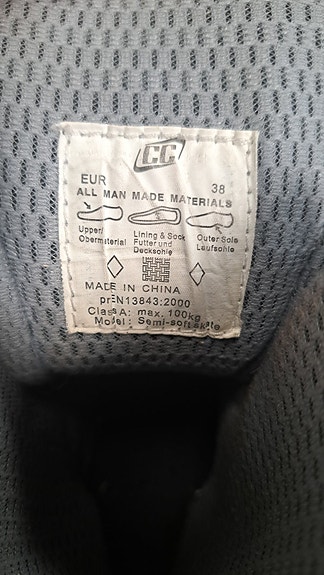 CC
EUR 38
ALL MAN MADE MATERIALS
Upper/ Obermaterial
Lining & Sock Futter und Decksohle
Outer Sole Laufsohle
MADE IN CHINA
prEN13843:2000
Class A: max. 100kg
Model: Semi-soft skate